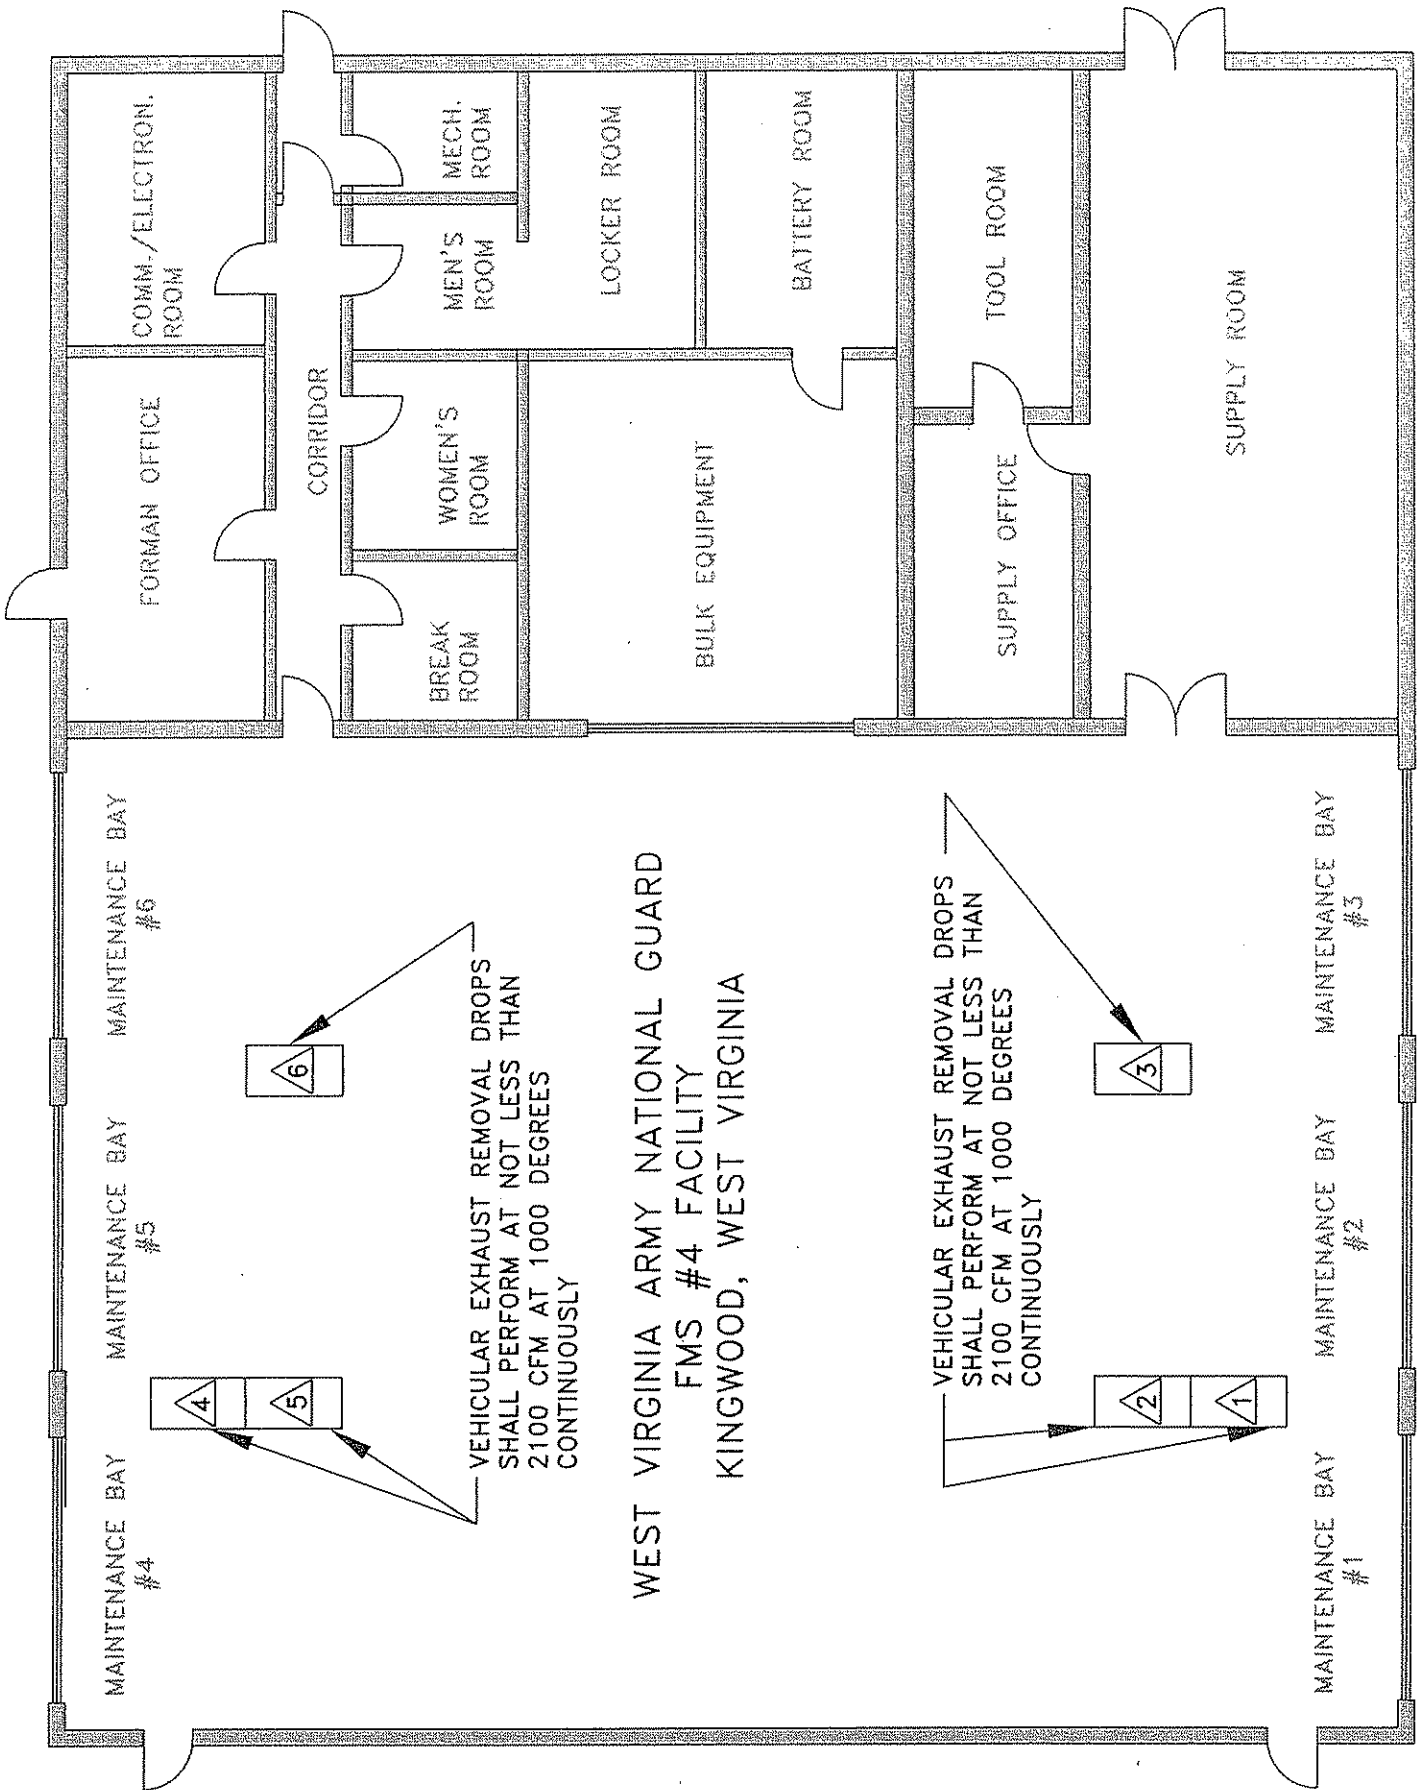 MAINTENANCE BAY
#4
MAINTENANCE BAY
#5
MAINTENANCE BAY
#6
FORMAN OFFICE
COMM./ELECTRON.
ROOM
4
5
6
CORRIDOR
BREAK
ROOM
WOMEN'S
ROOM
MEN'S
ROOM
MECH.
ROOM
VEHICULAR EXHAUST REMOVAL DROPS
SHALL PERFORM AT NOT LESS THAN
2100 CFM AT 1000 DEGREES
CONTINUOUSLY
LOCKER ROOM
WEST VIRGINIA ARMY NATIONAL GUARD
FMS #4 FACILITY
KINGWOOD, WEST VIRGINIA
BULK EQUIPMENT
BATTERY ROOM
SUPPLY OFFICE
TOOL ROOM
VEHICULAR EXHAUST REMOVAL DROPS
SHALL PERFORM AT NOT LESS THAN
2100 CFM AT 1000 DEGREES
CONTINUOUSLY
2
1
3
SUPPLY ROOM
MAINTENANCE BAY
#1
MAINTENANCE BAY
#2
MAINTENANCE BAY
#3